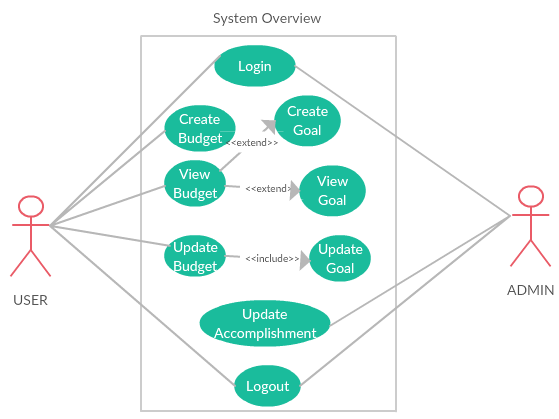 System Overview
Login
Create
Budget
Create
Goal
<<extend>>
View
Budget
<<extend>
View
Goal
Update
Budget
<<include>>
Update
Goal
USER
ADMIN
Update
Accomplishment
Logout